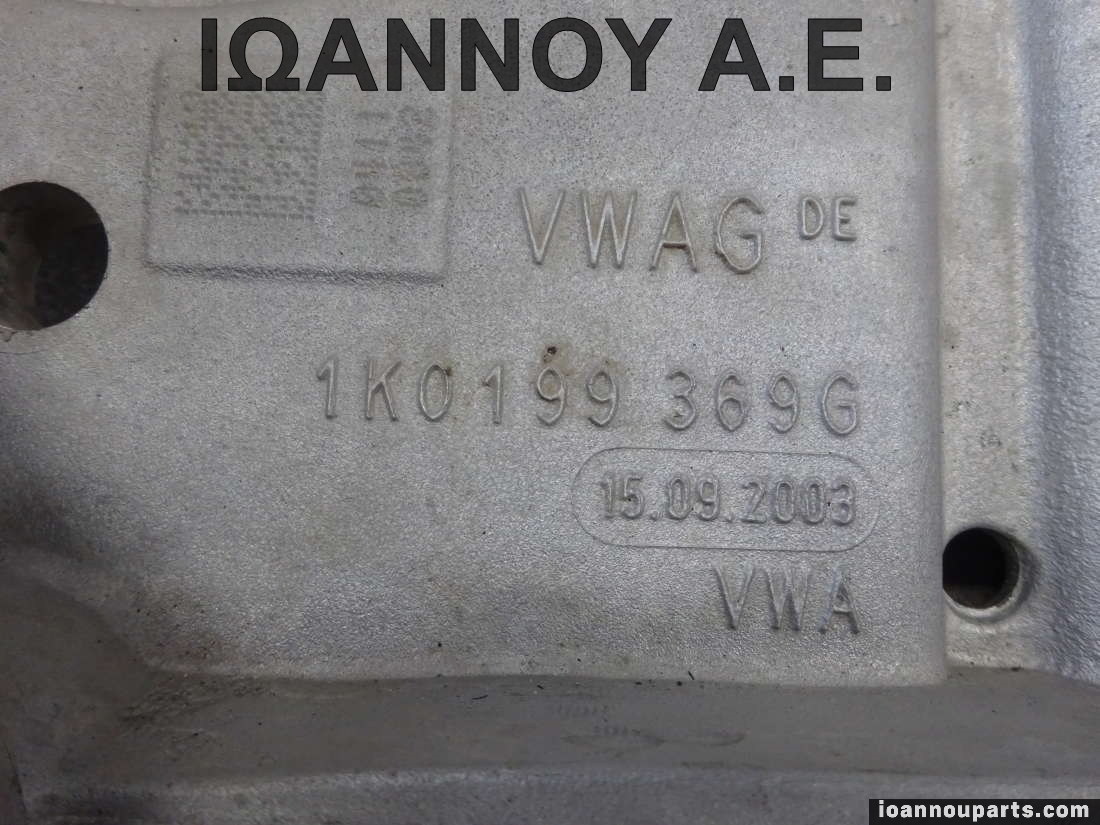 ΙΩΑΝΝΟΥ Α.Ε.
VWAG DE
1K0199 369G
15.09.2003
VWA
ioannouparts.com